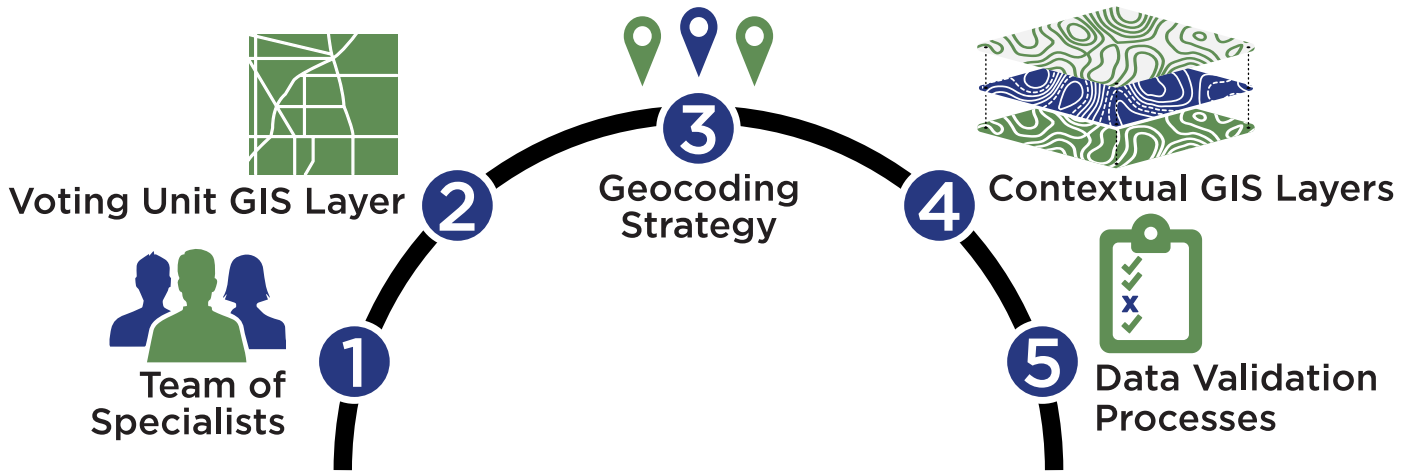 1
Team of
Specialists
2
Voting Unit GIS Layer
3
Geocoding
Strategy
4
Contextual GIS Layers
x
5
Data Validation
Processes